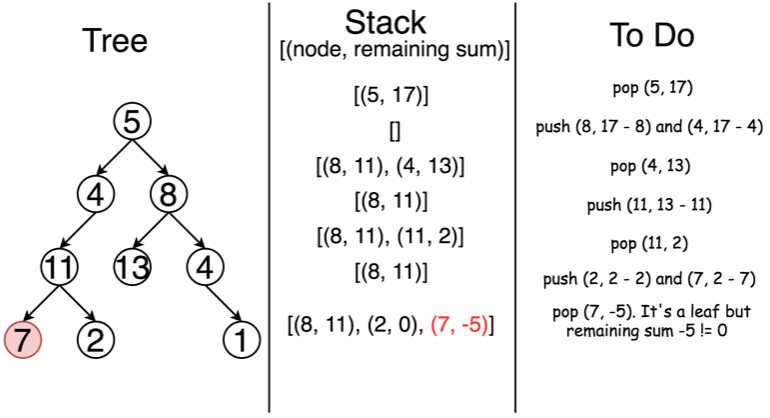 Tree
5
4
8
11
13
4
7
2
1
Stack
[(node, remaining sum)]
[(5, 17)]
[]
[(8, 11), (4, 13)]
[(8, 11)]
[(8, 11), (11, 2)]
[(8, 11)]
[(8, 11), (2, 0), (7, -5)]
To Do
pop (5, 17)
push (8, 17 - 8) and (4, 17 - 4)
pop (4, 13)
push (11, 13 - 11)
pop (11, 2)
push (2, 2 - 2) and (7, 2 - 7)
pop (7, -5). It's a leaf but
remaining sum -5 != 0